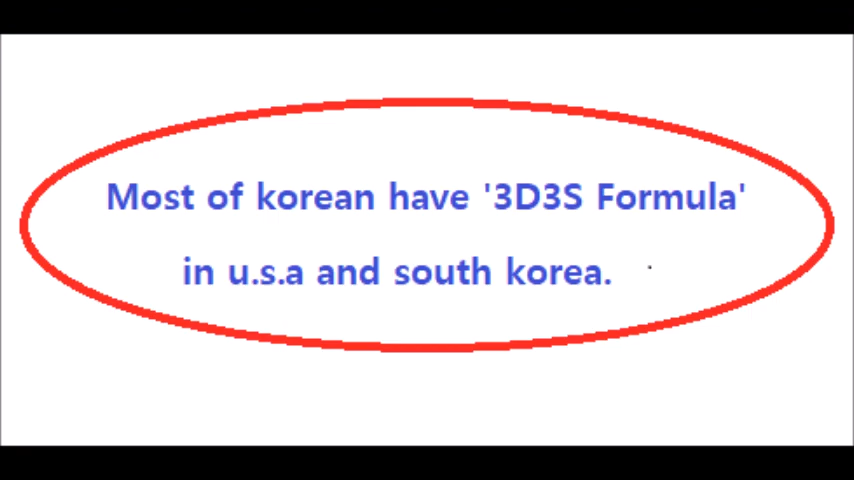 Most of korean have '3D3S Formula'
in u.s.a and south korea.